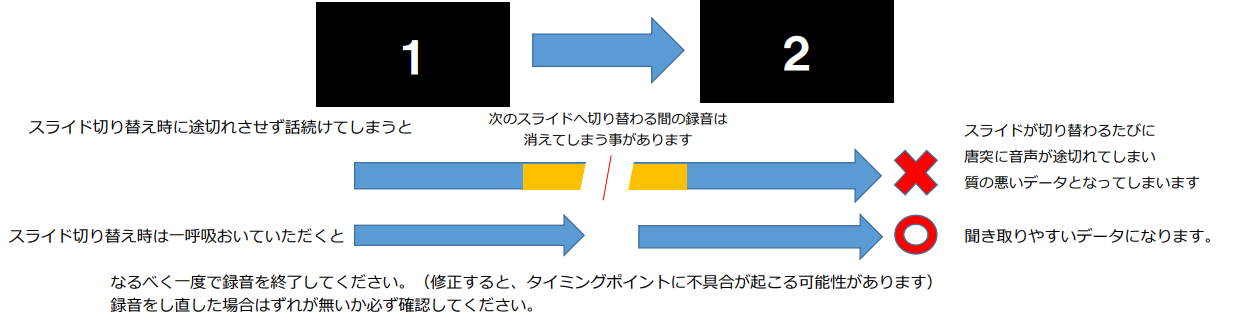 1
2
スライド切り替え時に途切れさせず話続けてしまうと
次のスライドへ切り替わる間の録音は
消えてしまう事があります
スライドが切り替わるたびに
唐突に音声が途切れてしまい
質の悪いデータとなってしまいます
スライド切り替え時は一呼吸おいていただくと
聞き取りやすいデータになります。
なるべく一度で録音を終了してください。（修正すると、タイミングポイントに不具合が起こる可能性があります）
録音をし直した場合はずれが無いか必ず確認してください。